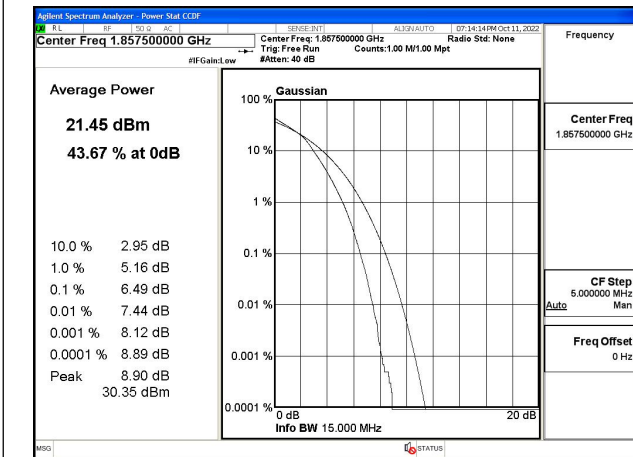 Agilent Spectrum Analyzer - Power Stat CCDF
LXI RL RF 50 Ω AC SENSE:INT ALIGN AUTO 07:14:14 PM Oct 11, 2022
Center Freq 1.857500000 GHz
Center Freq: 1.857500000 GHz Radio Std: None
Trig: Free Run Counts:1.00 M/1.00 Mpt
#IFGain:Low #Atten: 40 dB
Frequency
Average Power
21.45 dBm
43.67 % at 0dB
10.0 % 2.95 dB
1.0 % 5.16 dB
0.1 % 6.49 dB
0.01 % 7.44 dB
0.001 % 8.12 dB
0.0001 % 8.89 dB
Peak 8.90 dB
30.35 dBm
Gaussian
100 %
10 %
1 %
0.1 %
0.01 %
0.001 %
0.0001 %
0 dB 20 dB
Info BW 15.000 MHz
Center Freq
1.857500000 GHz
CF Step
5.000000 MHz
Auto Man
Freq Offset
0 Hz
MSG STATUS